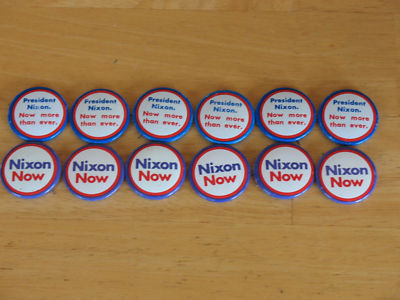 President
Nixon.
Now more
than ever.
President
Nixon.
Now more
than ever.
President
Nixon.
Now more
than ever.
President
Nixon.
Now more
than ever.
President
Nixon.
Now more
than ever.
President
Nixon.
Now more
than ever.
Nixon
Now
Nixon
Now
Nixon
Now
Nixon
Now
Nixon
Now
Nixon
Now